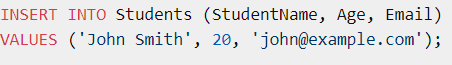 INSERT INTO Students (StudentName, Age, Email)
VALUES ('John Smith', 20, 'john@example.com');